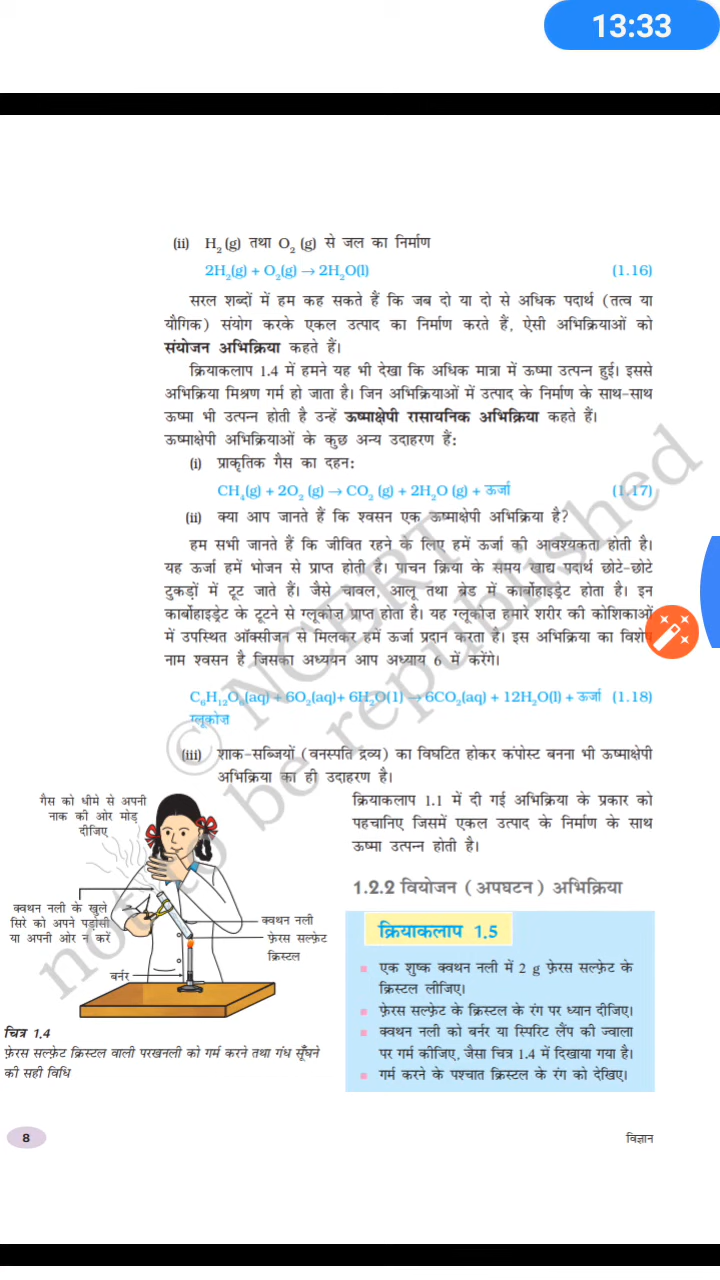 13:33
(ii) H₂ (g) तथा O₂ (g) से जल का निर्माण
2H₂(g) + O₂(g) → 2H₂O(l) (1.16)
सरल शब्दों में हम कह सकते हैं कि जब दो या दो से अधिक पदार्थ (तत्व या
यौगिक) संयोग करके एकल उत्पाद का निर्माण करते हैं, ऐसी अभिक्रियाओं को
संयोजन अभिक्रिया कहते हैं।
क्रियाकलाप 1.4 में हमने यह भी देखा कि अधिक मात्रा में ऊष्मा उत्पन्न हुई। इससे
अभिक्रिया मिश्रण गर्म हो जाता है। जिन अभिक्रियाओं में उत्पाद के निर्माण के साथ-साथ
ऊष्मा भी उत्पन्न होती है उन्हें ऊष्माक्षेपी रासायनिक अभिक्रिया कहते हैं।
ऊष्माक्षेपी अभिक्रियाओं के कुछ अन्य उदाहरण हैं:
(i) प्राकृतिक गैस का दहन:
CH₄(g) + 2O₂ (g) → CO₂ (g) + 2H₂O (g) + ऊर्जा (1.17)
(ii) क्या आप जानते हैं कि श्वसन एक ऊष्माक्षेपी अभिक्रिया है?
हम सभी जानते हैं कि जीवित रहने के लिए हमें ऊर्जा की आवश्यकता होती है।
यह ऊर्जा हमें भोजन से प्राप्त होती है। पाचन क्रिया के समय खाद्य पदार्थ छोटे-छोटे
टुकड़ों में टूट जाते हैं। जैसे चावल, आलू तथा ब्रेड में कार्बोहाइड्रेट होता है। इन
कार्बोहाइड्रेट के टूटने से ग्लूकोज़ प्राप्त होता है। यह ग्लूकोज़ हमारे शरीर की कोशिकाओं
में उपस्थित ऑक्सीजन से मिलकर हमें ऊर्जा प्रदान करता है। इस अभिक्रिया का विशेष
नाम श्वसन है जिसका अध्ययन आप अध्याय 6 में करेंगे।
C₆H₁₂O₆(aq) + 6O₂(aq)+ 6H₂O(1) → 6CO₂(aq) + 12H₂O(l) + ऊर्जा (1.18)
ग्लूकोज़
(iii) शाक-सब्जियों (वनस्पति द्रव्य) का विघटित होकर कंपोस्ट बनना भी ऊष्माक्षेपी
अभिक्रिया का ही उदाहरण है।
क्रियाकलाप 1.1 में दी गई अभिक्रिया के प्रकार को
पहचानिए जिसमें एकल उत्पाद के निर्माण के साथ
ऊष्मा उत्पन्न होती है।
गैस को धीमे से अपनी
नाक की ओर मोड़
दीजिए
क्वथन नली के खुले
सिरे को अपने पड़ोसी
या अपनी ओर न करें
क्वथन नली
फ़ेरस सल्फ़ेट
क्रिस्टल
बर्नर
चित्र 1.4
फ़ेरस सल्फ़ेट क्रिस्टल वाली परखनली को गर्म करने तथा गंध सूँघने
की सही विधि
1.2.2 वियोजन (अपघटन) अभिक्रिया
क्रियाकलाप 1.5
एक शुष्क क्वथन नली में 2 g फ़ेरस सल्फ़ेट के
क्रिस्टल लीजिए।
फ़ेरस सल्फ़ेट के क्रिस्टल के रंग पर ध्यान दीजिए।
क्वथन नली को बर्नर या स्पिरिट लैंप की ज्वाला
पर गर्म कीजिए, जैसा चित्र 1.4 में दिखाया गया है।
गर्म करने के पश्चात क्रिस्टल के रंग को देखिए।
8
विज्ञान
© NCERT
not to be republished